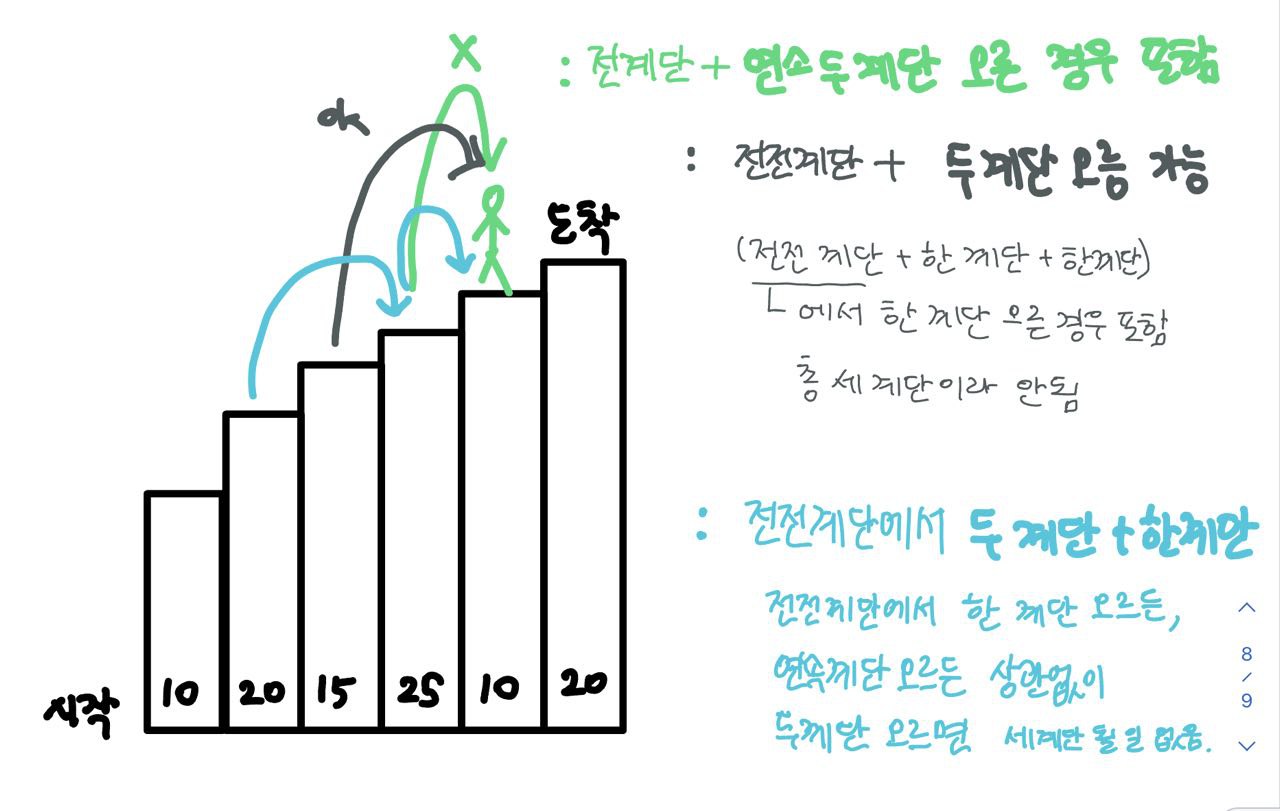 X
: 전계단 + 연속두계단 오른 경우 포함
ok
: 전전계단 + 두계단 오름 가능
도착
(전전 계단 + 한 계단 + 한계단)
에서 한 계단 오른 경우 포함
총 세 계단이라 안됨
: 전전계단에서 두 계단 + 한계단
전전계단에서 한 계단 오르든,
연속계단 오르든 상관없이
두계단 오르면 세계단 될 일 없음.
8
/
9
시작 10 20 15 25 10 20